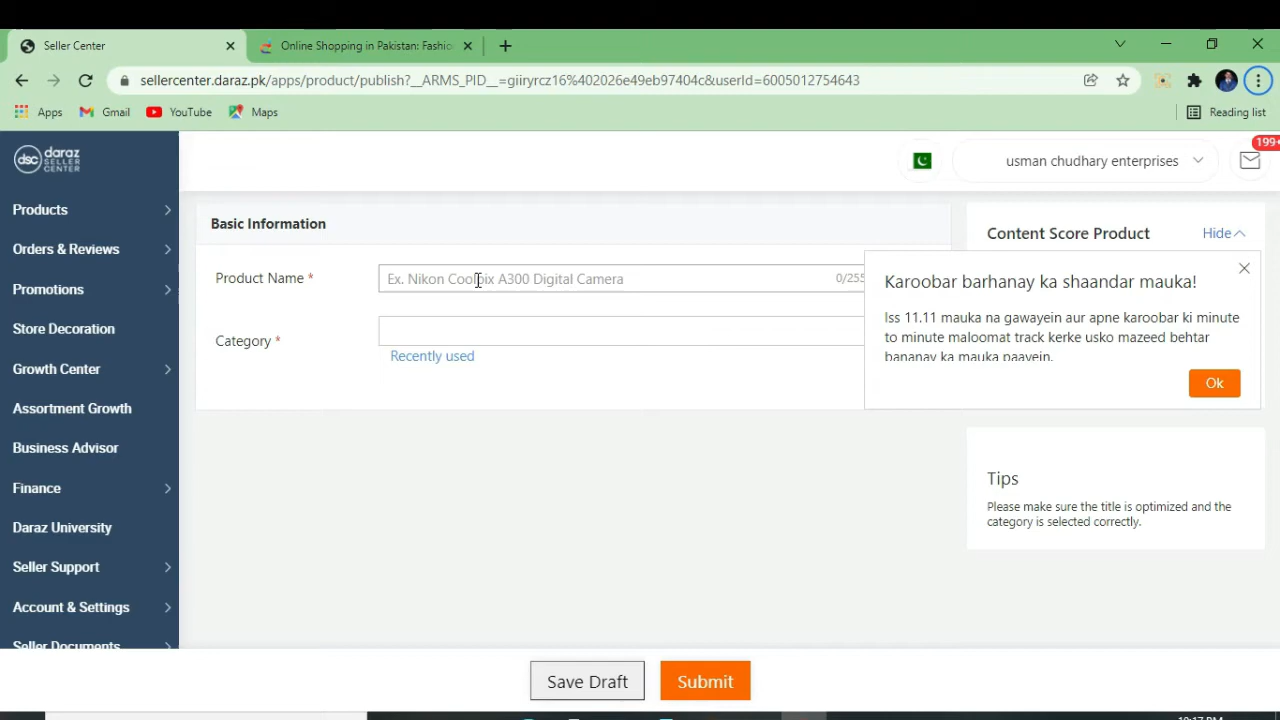 Seller Center
Online Shopping in Pakistan: Fashio
sellercenter.daraz.pk/apps/product/publish?__ARMS_PID__=giiryrcz16%402026e49eb97404c&userId=6005012754643
Apps
Gmail
YouTube
Maps
Reading list
dsc daraz SELLER CENTER
usman chudhary enterprises
199+
Products
Orders & Reviews
Promotions
Store Decoration
Growth Center
Assortment Growth
Business Advisor
Finance
Daraz University
Seller Support
Account & Settings
Seller Documents
Basic Information
Product Name *
Ex. Nikon Coolpix A300 Digital Camera
0/255
Category *
Recently used
Content Score Product
Hide
Karoobar barhanay ka shaandar mauka!
Iss 11.11 mauka na gawayein aur apne karoobar ki minute
to minute maloomat track kerke usko mazeed behtar
bananay ka mauka paayein.
Ok
Tips
Please make sure the title is optimized and the
category is selected correctly.
Save Draft
Submit
10:17 PM